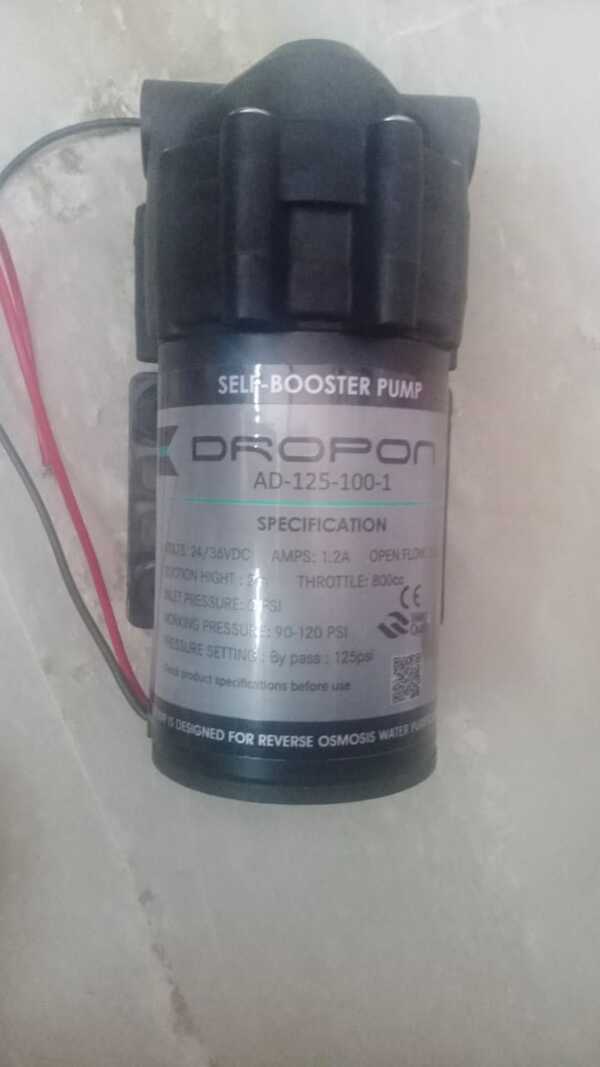 SELF-BOOSTER PUMP
DROPON
AD-125-100-1
SPECIFICATION
24/36VDC AMPS: 1.2A OPEN FLOW:
HIGHT : THROTTLE: 800cc
PRESSURE:
CE
PRESSURE: 90-120 PSI
SETTING : By pass : 125psi
product specifications before use
IS DESIGNED FOR REVERSE OSMOSIS WATER